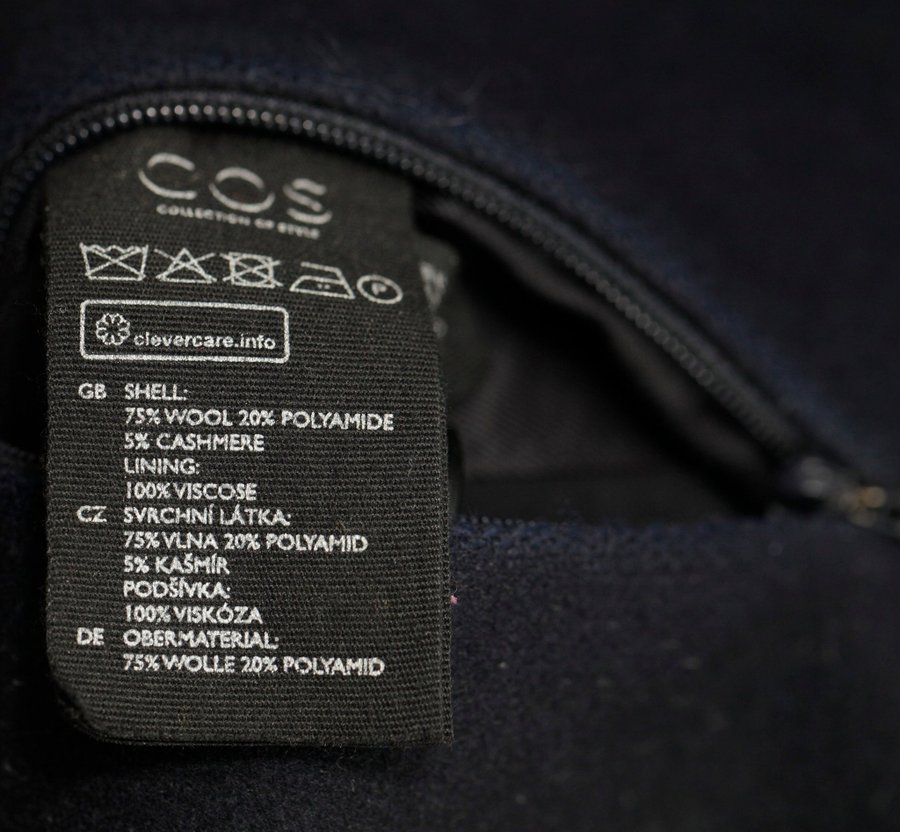 COS
COLLECTION OF STYLE
P
clevercare.info
GB SHELL:
75% WOOL 20% POLYAMIDE
5% CASHMERE
LINING:
100% VISCOSE
CZ SVRCHNÍ LÁTKA:
75% VLNA 20% POLYAMID
5% KAŠMÍR
PODŠÍVKA:
100% VISKÓZA
DE OBERMATERIAL:
75% WOLLE 20% POLYAMID